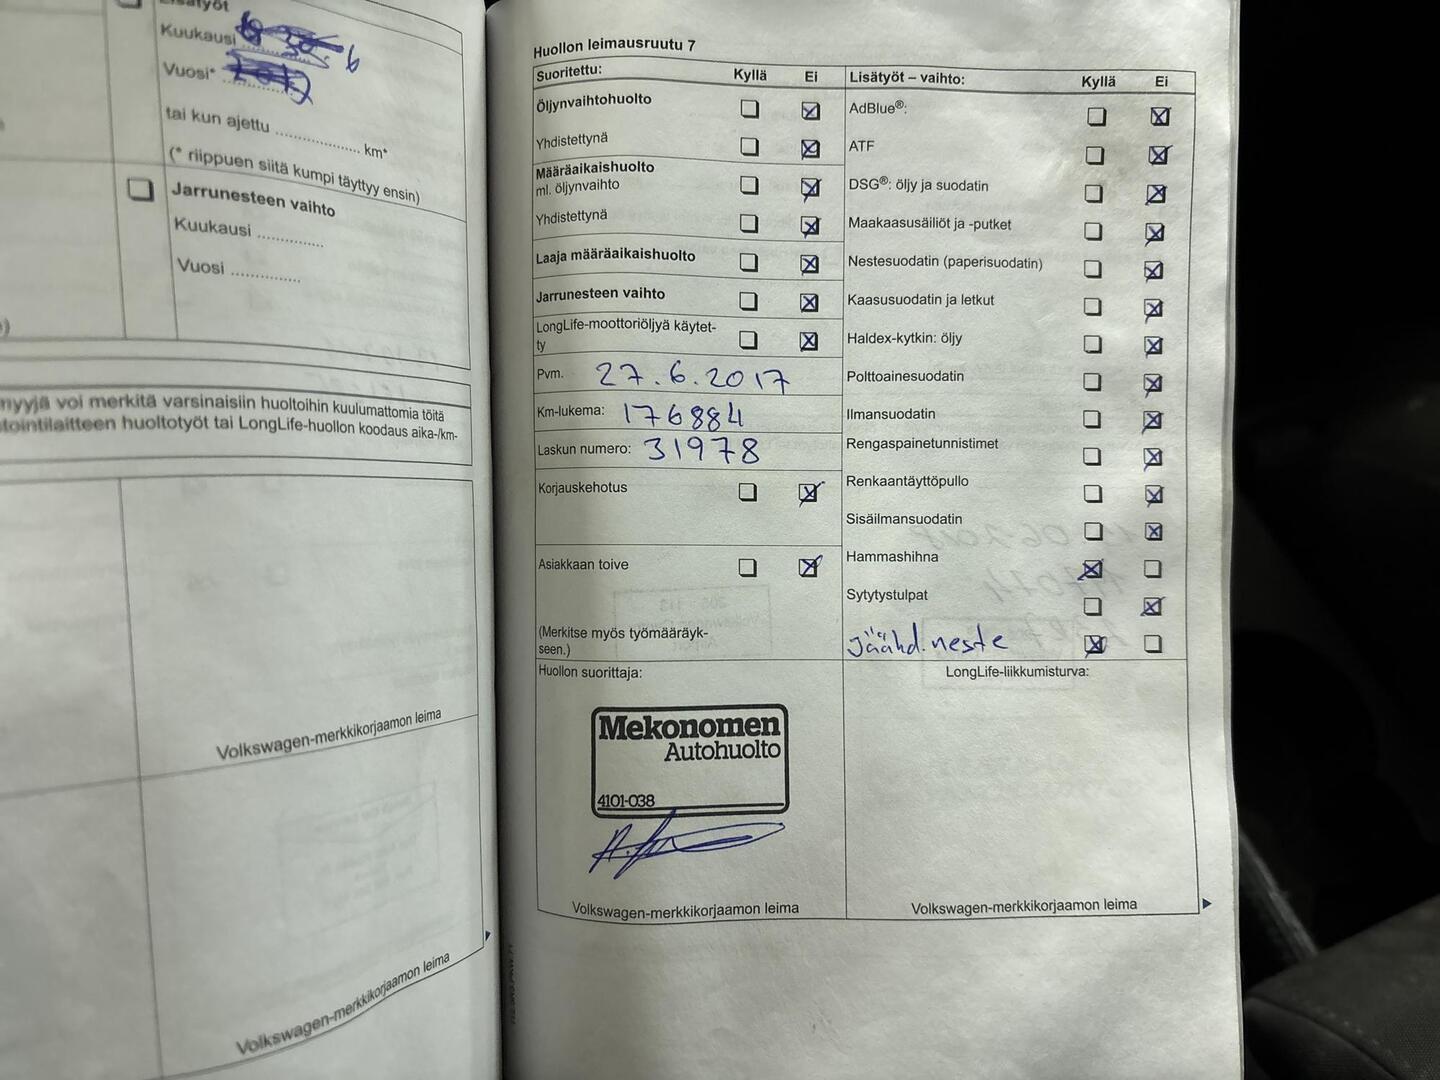 Lisätyöt
Kuukausi
Vuosi*
tai kun ajettu .................... km*
(* riippuen siitä kumpi täyttyy ensin)
Jarrunesteen vaihto
Kuukausi ...............
Vuosi ...............
myyjä voi merkitä varsinaisiin huoltoihin kuulumattomia töitä
tointilaitteen huoltotyöt tai LongLife-huollon koodaus aika-/km-
Volkswagen-merkkikorjaamon leima
Volkswagen-merkkikorjaamon leima
Huollon leimausruutu 7
Suoritettu: Kyllä Ei
Öljynvaihtohuolto
Yhdistettynä
Määräaikaishuolto
ml. öljynvaihto
Yhdistettynä
Laaja määräaikaishuolto
Jarrunesteen vaihto
LongLife-moottoriöljyä käytet-
ty
Pvm. 27.6.2017
Km-lukema: 176884
Laskun numero: 31978
Korjauskehotus
Asiakkaan toive
(Merkitse myös työmääräyk-
seen.)
Huollon suorittaja:
Mekonomen
Autohuolto
4101-038
Volkswagen-merkkikorjaamon leima
Lisätyöt – vaihto: Kyllä Ei
AdBlue®:
ATF
DSG®: öljy ja suodatin
Maakaasusäiliöt ja -putket
Nestesuodatin (paperisuodatin)
Kaasusuodatin ja letkut
Haldex-kytkin: öljy
Polttoainesuodatin
Ilmansuodatin
Rengaspainetunnistimet
Renkaantäyttöpullo
Sisäilmansuodatin
Hammashihna
Sytytystulpat
Jäähd.neste
LongLife-liikkumisturva:
Volkswagen-merkkikorjaamon leima